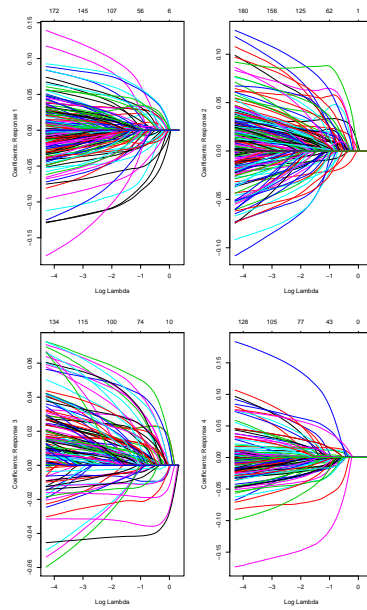 172 145 107 56 6
Coefficients: Response 1
−0.15 −0.10 −0.05 0.00 0.05 0.10 0.15
−4 −3 −2 −1 0
Log Lambda
180 156 125 62 1
Coefficients: Response 2
−0.10 −0.05 0.00 0.05 0.10
−4 −3 −2 −1 0
Log Lambda
134 115 100 74 10
Coefficients: Response 3
−0.06 −0.04 −0.02 0.00 0.02 0.04 0.06
−4 −3 −2 −1 0
Log Lambda
128 105 77 43 0
Coefficients: Response 4
−0.15 −0.10 −0.05 0.00 0.05 0.10 0.15
−4 −3 −2 −1 0
Log Lambda